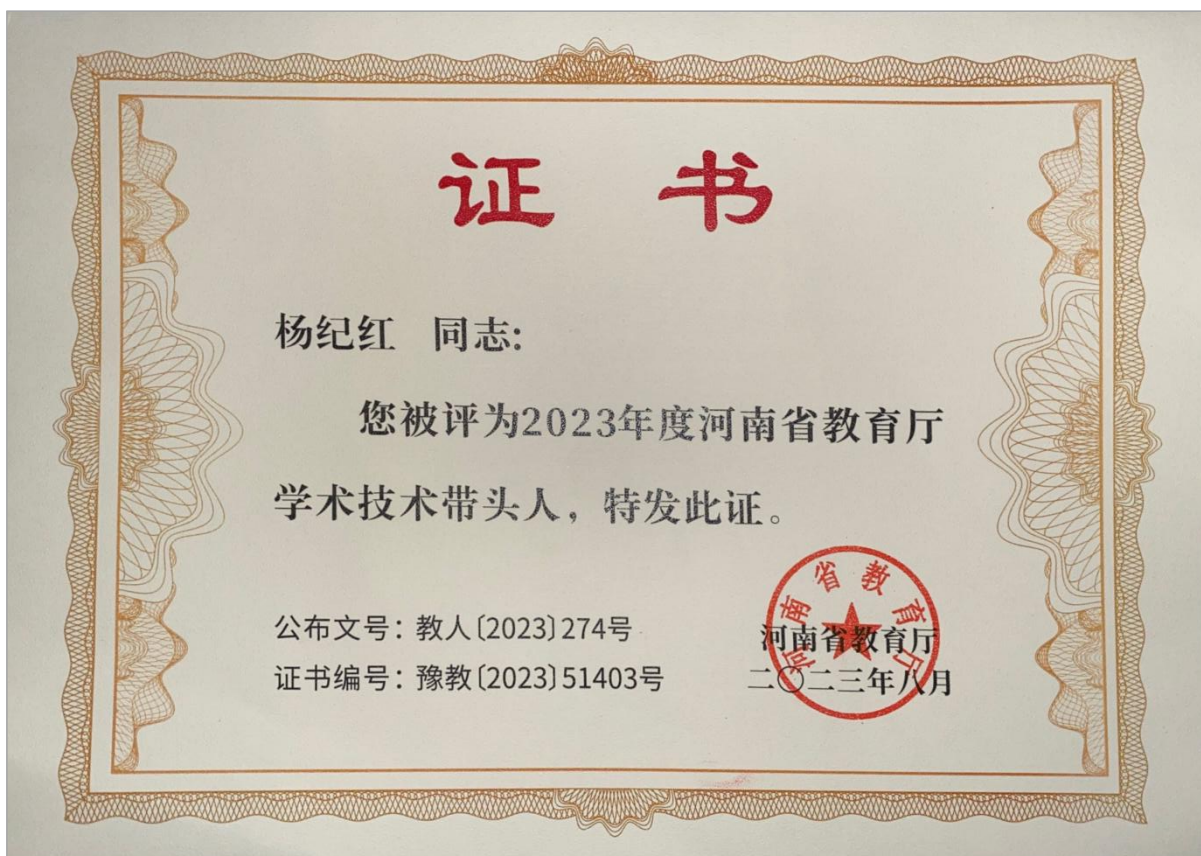 证 书
杨纪红 同志:
您被评为2023年度河南省教育厅
学术技术带头人，特发此证。
公布文号：教人〔2023〕274号
证书编号：豫教〔2023〕51403号
河南省教育厅
河南省教育厅
二〇二三年八月